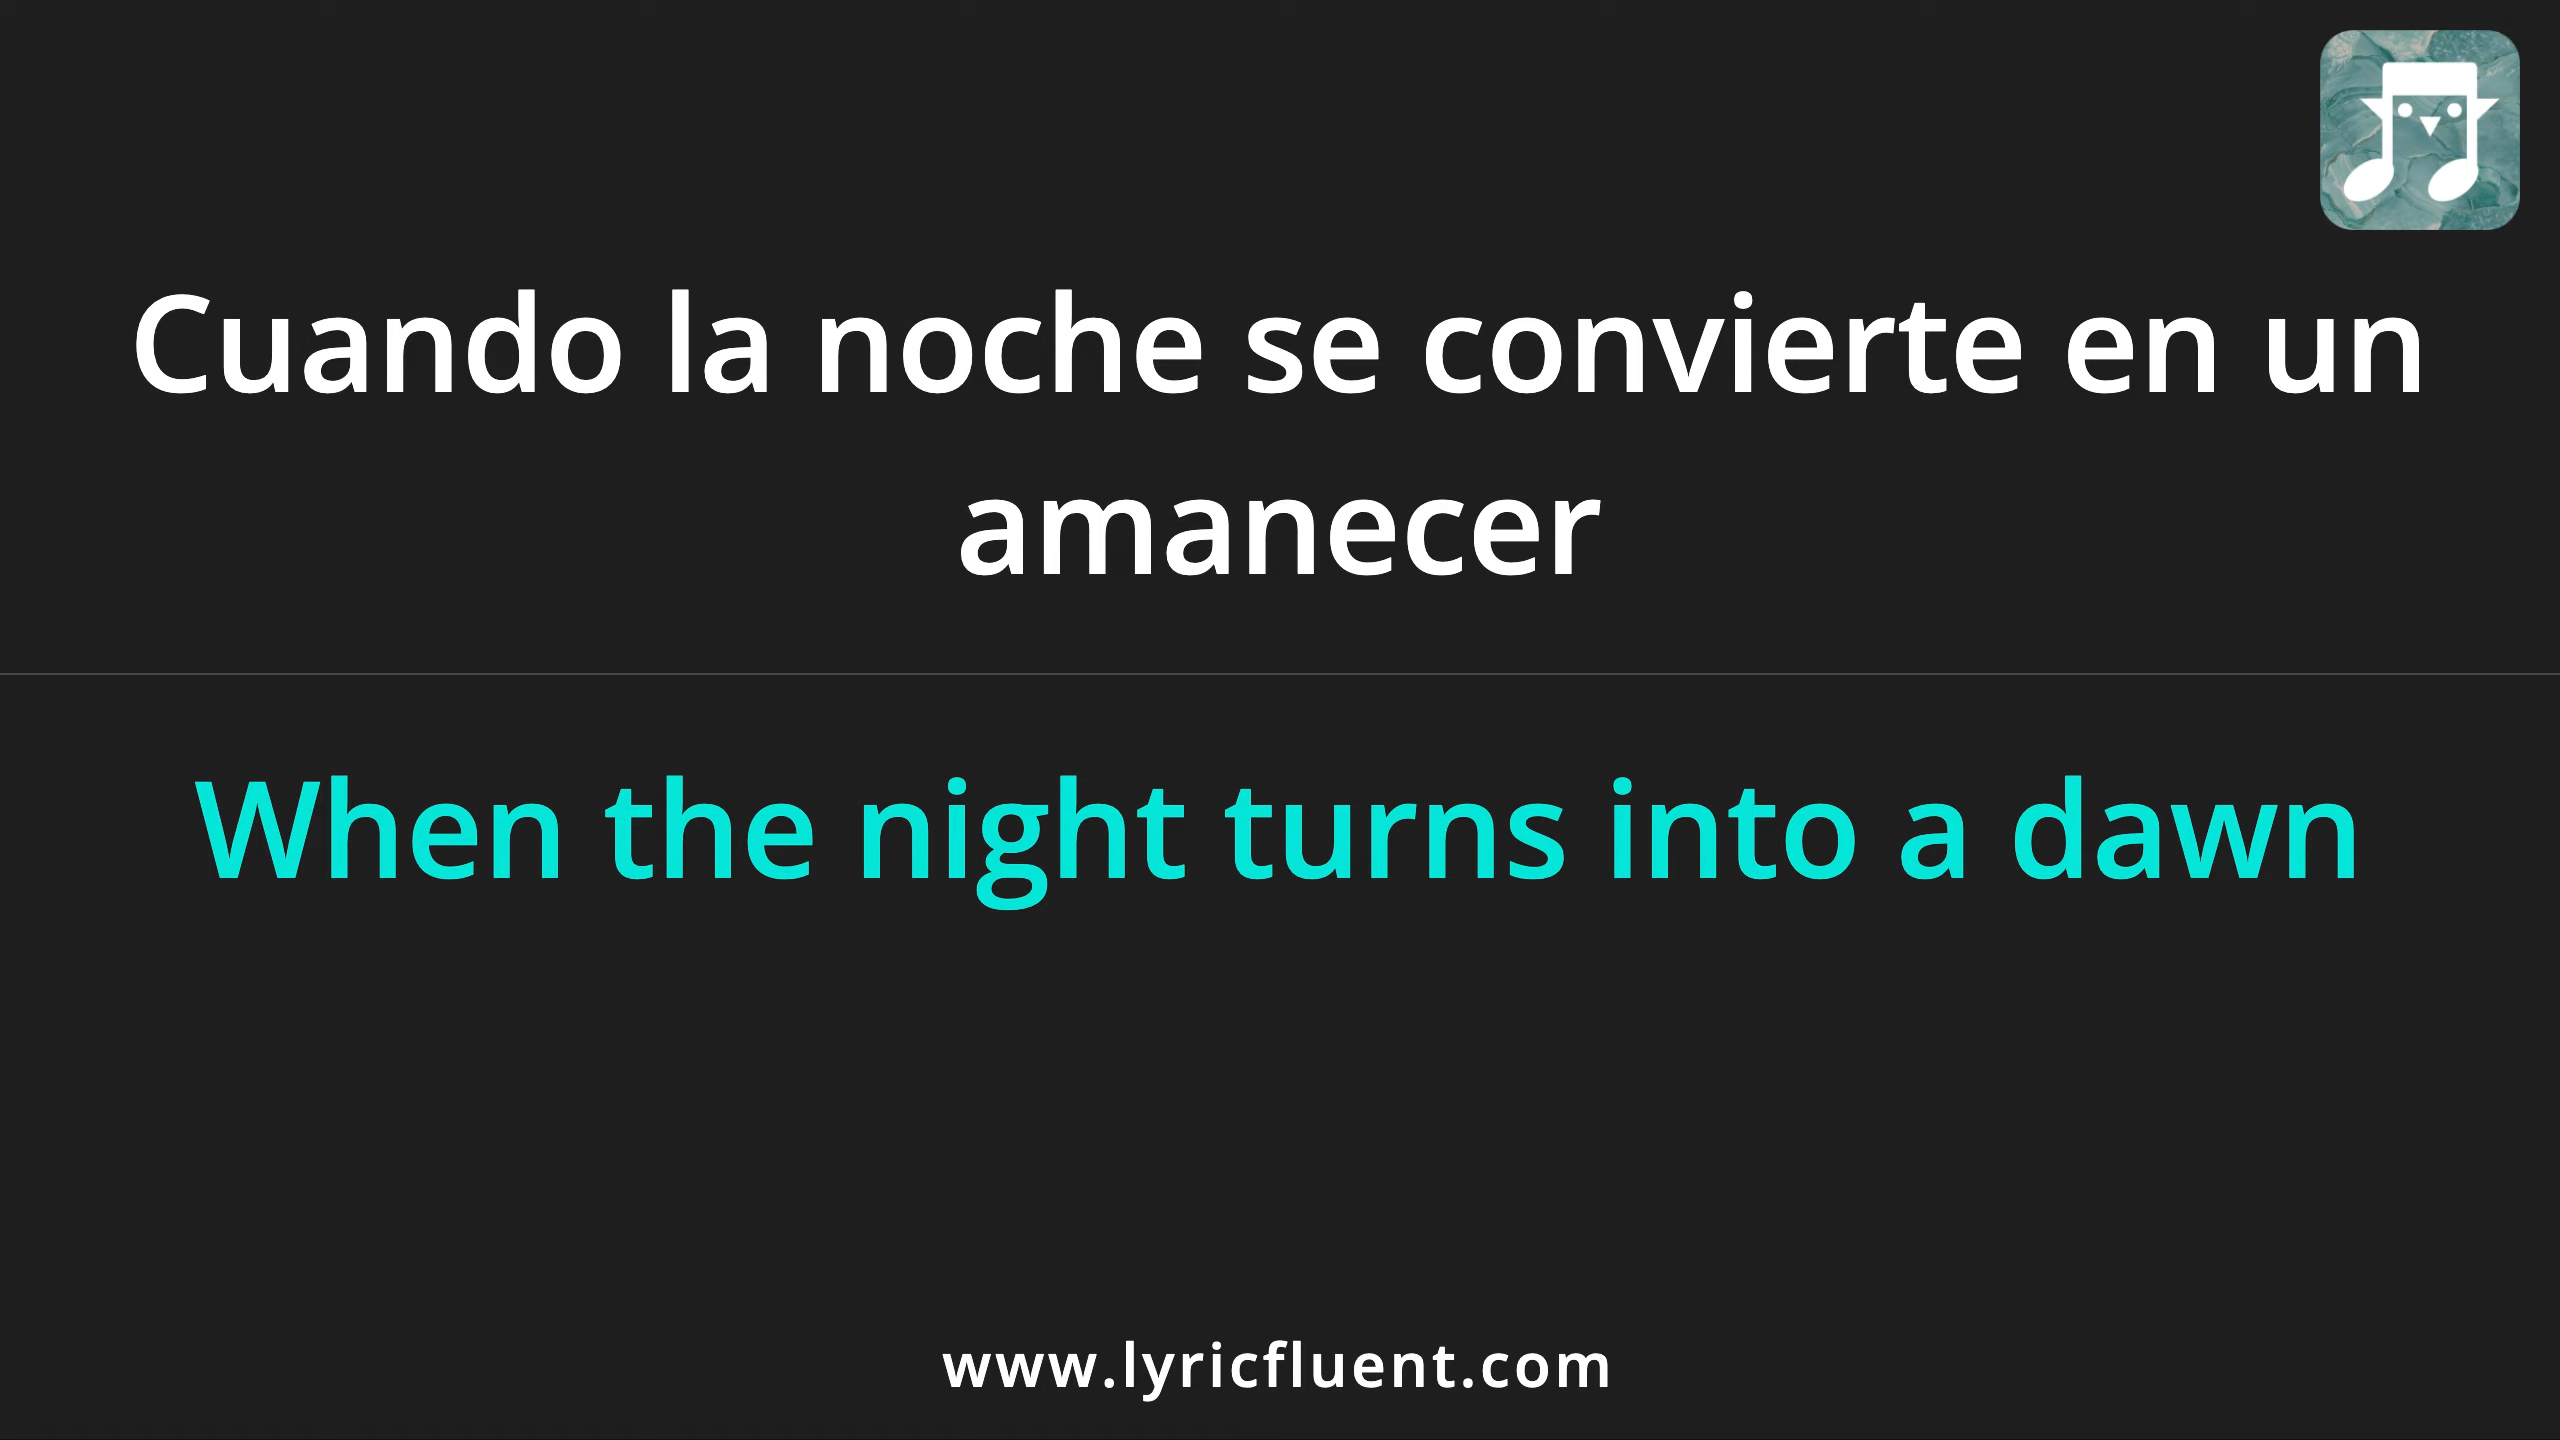 Cuando la noche se convierte en un
amanecer
When the night turns into a dawn
www.lyricfluent.com